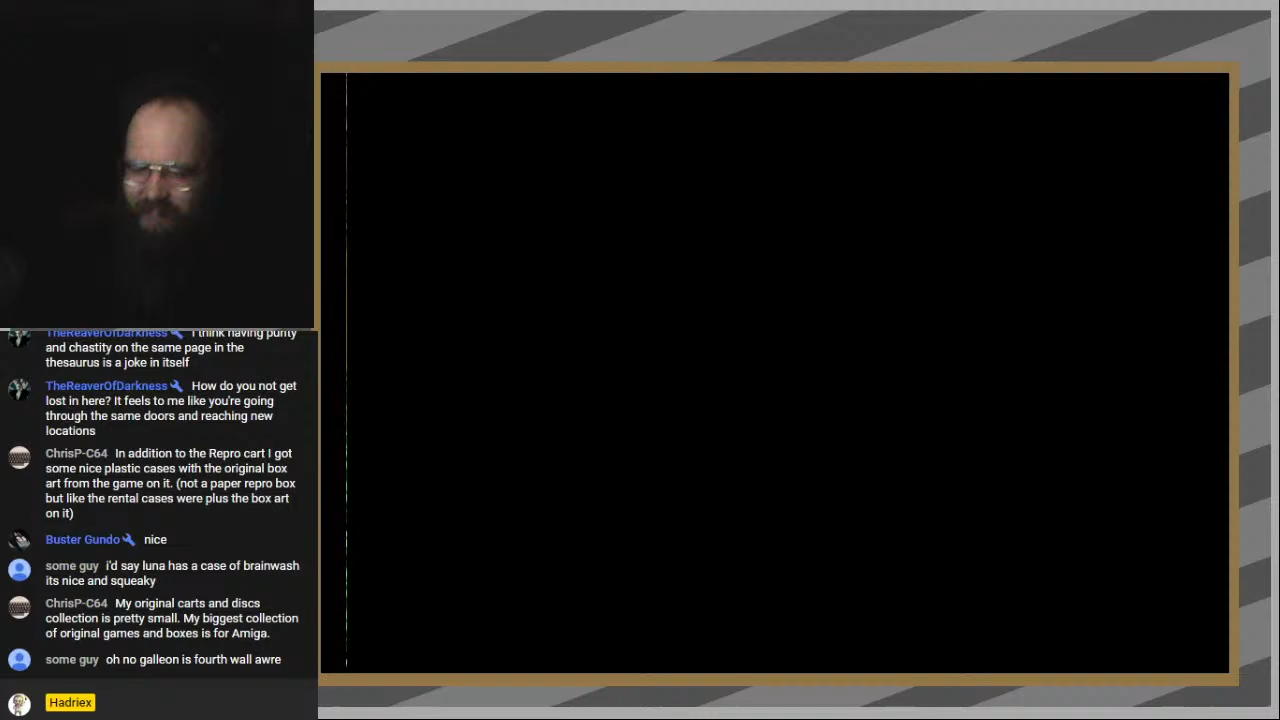 TheReaverOfDarkness I think having purity
and chastity on the same page in the
thesaurus is a joke in itself
TheReaverOfDarkness How do you not get
lost in here? It feels to me like you're going
through the same doors and reaching new
locations
ChrisP-C64 In addition to the Repro cart I got
some nice plastic cases with the original box
art from the game on it. (not a paper repro box
but like the rental cases were plus the box art
on it)
Buster Gundo nice
some guy i'd say luna has a case of brainwash
its nice and squeaky
ChrisP-C64 My original carts and discs
collection is pretty small. My biggest collection
of original games and boxes is for Amiga.
some guy oh no galleon is fourth wall awre
Hadriex